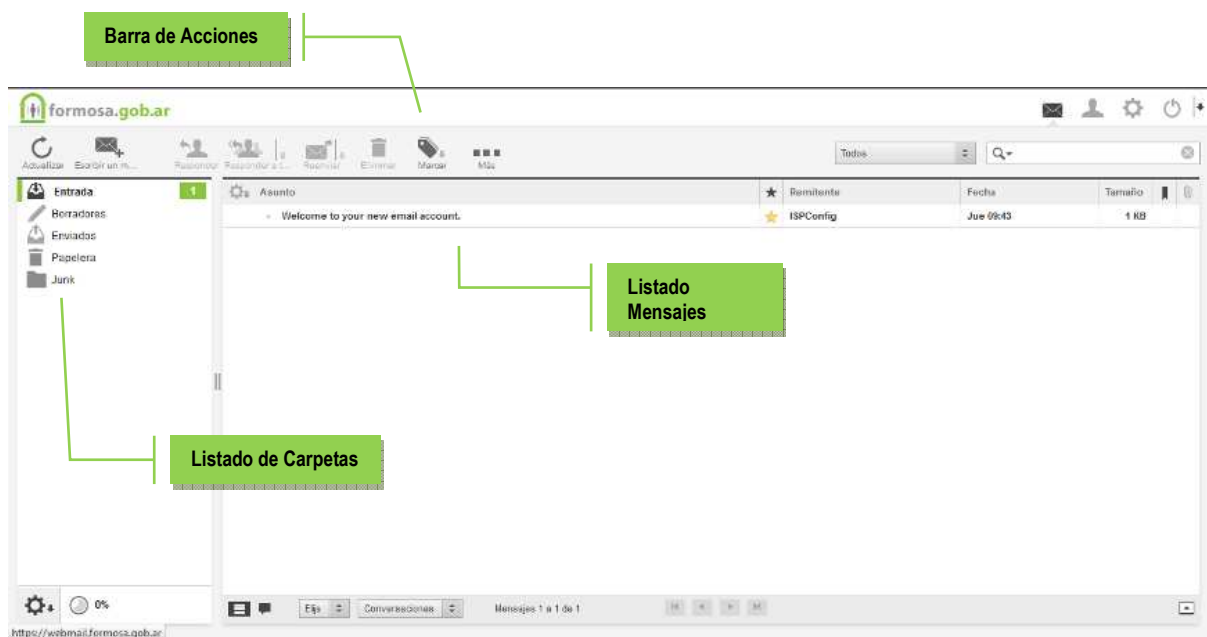 Barra de Acciones
formosa.gob.ar
Actualizar Escribir un m... Responder Responder a t... Reenviar Eliminar Marcar Más
Todos
Entrada 1
Borradores
Enviados
Papelera
Junk
Asunto Remitente Fecha Tamaño
Welcome to your new email account. ISPConfig Jue 09:43 1 KB
Listado
Mensajes
Listado de Carpetas
0%
Elija Conversaciones Mensajes 1 a 1 de 1
https://webmail.formosa.gob.ar